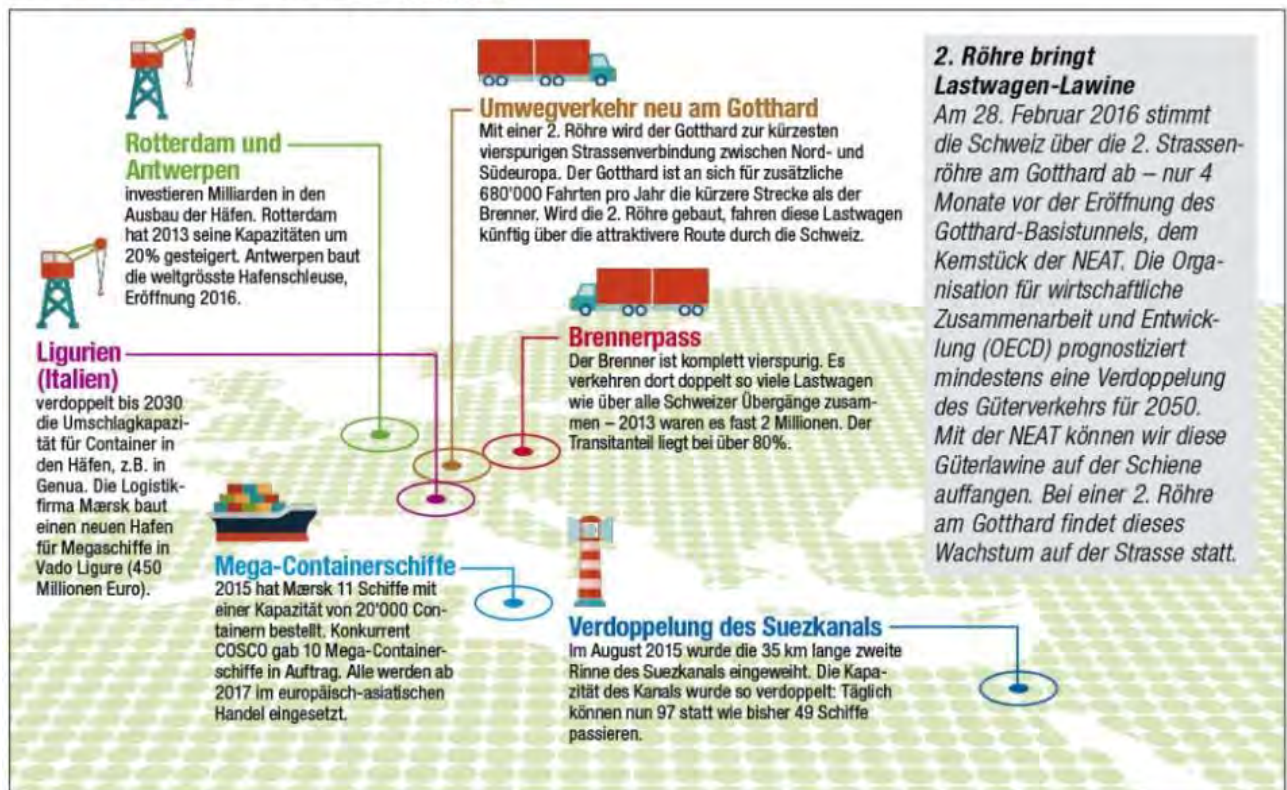 Rotterdam und
Antwerpen
investieren Milliarden in den
Ausbau der Häfen. Rotterdam
hat 2013 seine Kapazitäten um
20% gesteigert. Antwerpen baut
die weltgrösste Hafenschleuse,
Eröffnung 2016.
Umwegverkehr neu am Gotthard
Mit einer 2. Röhre wird der Gotthard zur kürzesten
vierspurigen Strassenverbindung zwischen Nord- und
Südeuropa. Der Gotthard ist an sich für zusätzliche
680'000 Fahrten pro Jahr die kürzere Strecke als der
Brenner. Wird die 2. Röhre gebaut, fahren diese Lastwagen
künftig über die attraktivere Route durch die Schweiz.
Ligurien
(Italien)
verdoppelt bis 2030
die Umschlagkapazi-
tät für Container in
den Häfen, z.B. in
Genua. Die Logistik-
firma Mærsk baut
einen neuen Hafen
für Megaschiffe in
Vado Ligure (450
Millionen Euro).
Brennerpass
Der Brenner ist komplett vierspurig. Es
verkehren dort doppelt so viele Lastwagen
wie über alle Schweizer Übergänge zusam-
men – 2013 waren es fast 2 Millionen. Der
Transitanteil liegt bei über 80%.
Mega-Containerschiffe
2015 hat Mærsk 11 Schiffe mit
einer Kapazität von 20'000 Con-
tainern bestellt. Konkurrent
COSCO gab 10 Mega-Container-
schiffe in Auftrag. Alle werden ab
2017 im europäisch-asiatischen
Handel eingesetzt.
Verdoppelung des Suezkanals
Im August 2015 wurde die 35 km lange zweite
Rinne des Suezkanals eingeweiht. Die Kapa-
zität des Kanals wurde so verdoppelt: Täglich
können nun 97 statt wie bisher 49 Schiffe
passieren.
2. Röhre bringt
Lastwagen-Lawine
Am 28. Februar 2016 stimmt
die Schweiz über die 2. Strassen-
röhre am Gotthard ab – nur 4
Monate vor der Eröffnung des
Gotthard-Basistunnels, dem
Kernstück der NEAT. Die Orga-
nisation für wirtschaftliche
Zusammenarbeit und Entwick-
lung (OECD) prognostiziert
mindestens eine Verdoppelung
des Güterverkehrs für 2050.
Mit der NEAT können wir diese
Güterlawine auf der Schiene
auffangen. Bei einer 2. Röhre
am Gotthard findet dieses
Wachstum auf der Strasse statt.